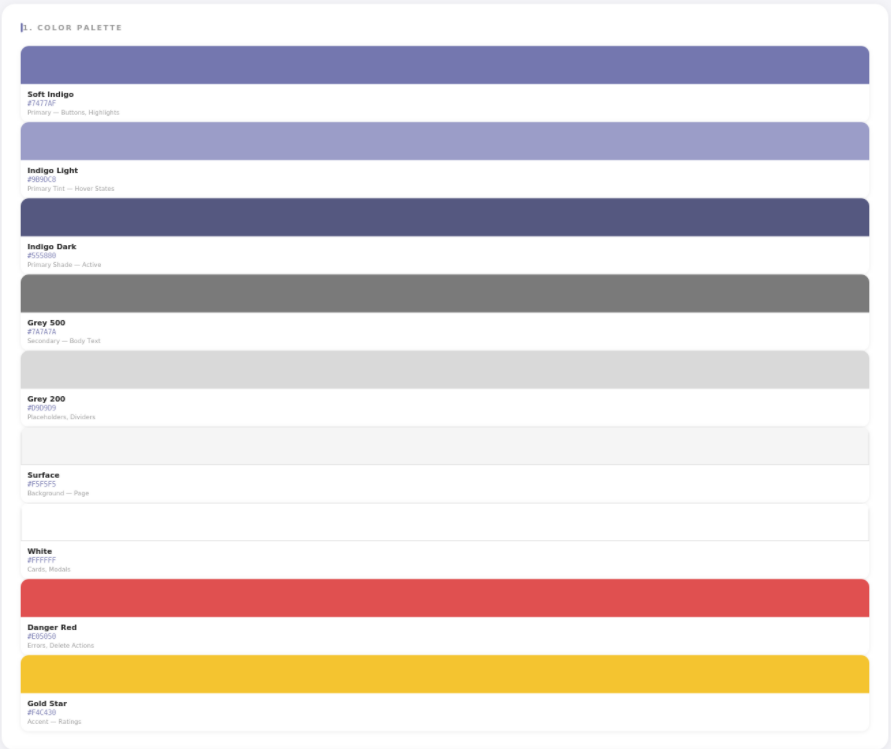 1. COLOR PALETTE
Soft Indigo
#7477AF
Primary — Buttons, Highlights
Indigo Light
#9B9DC8
Primary Tint — Hover States
Indigo Dark
#555880
Primary Shade — Active
Grey 500
#7A7A7A
Secondary — Body Text
Grey 200
#D9D9D9
Placeholders, Dividers
Surface
#F5F5F5
Background — Page
White
#FFFFFF
Cards, Modals
Danger Red
#E05050
Errors, Delete Actions
Gold Star
#F4C430
Accent — Ratings